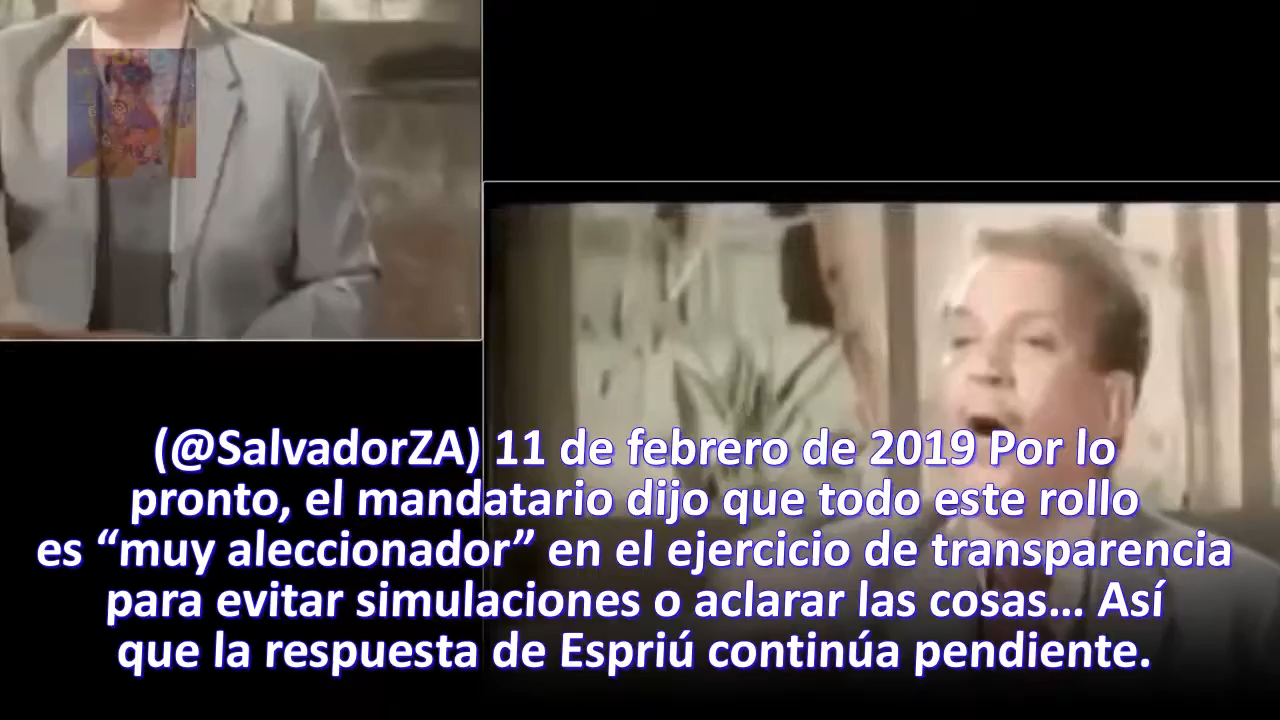 (@SalvadorZA) 11 de febrero de 2019 Por lo
pronto, el mandatario dijo que todo este rollo
es “muy aleccionador” en el ejercicio de transparencia
para evitar simulaciones o aclarar las cosas… Así
que la respuesta de Espriú continúa pendiente.